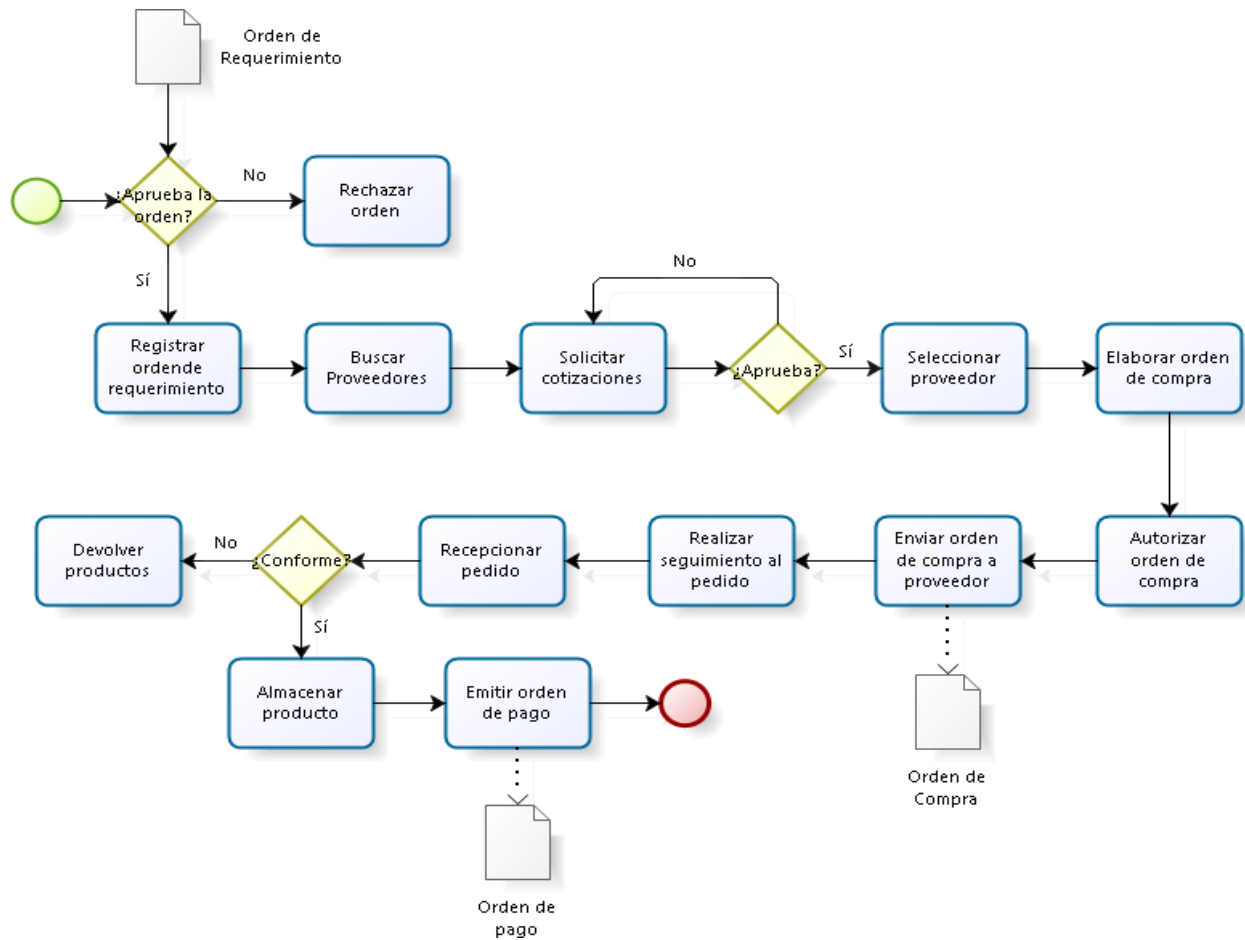 Orden de
Requerimiento
¿Aprueba la
orden?
No
Rechazar
orden
Sí
No
Registrar
ordende
requerimiento
Buscar
Proveedores
Solicitar
cotizaciones
¿Aprueba?
Sí
Seleccionar
proveedor
Elaborar orden
de compra
Devolver
productos
No
¿Conforme?
Recepcionar
pedido
Realizar
seguimiento al
pedido
Enviar orden
de compra a
proveedor
Autorizar
orden de
compra
Sí
Almacenar
producto
Emitir orden
de pago
Orden de
Compra
Orden de
pago